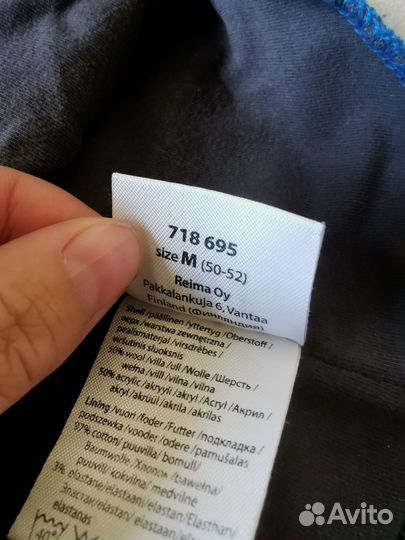 718 695
size M (50-52)
Reima Oy
Pakkalankuja 6, Vantaa
Finland (Финляндия)
Shell/päällinen/yttertyg/Oberstoff/
верх/warstwa zewnętrzna/
pealismaterjal/virsdrēbes/
viršutinis sluoksnis
50% wool/villa/ull/Wolle/Шерсть/
wełna/vill/vilna/vilna
50% acrylic/akryyli/akryl/Acryl/Акрил/
akryl/akrüül/akrila/akrilas
Lining/vuori/foder/Futter/подкладка/
podszewka/vooder/odere/pamušalas
97% cotton/puuvilla/bomull/
Baumwolle/Хлопок/bawełna/
puuvill/kokvilna/medvilnė
3% elastane/elastaani/elastan/Elasthan/
Эластан/elastan/elastaan/elastāns/
elastanas
40°
Avito